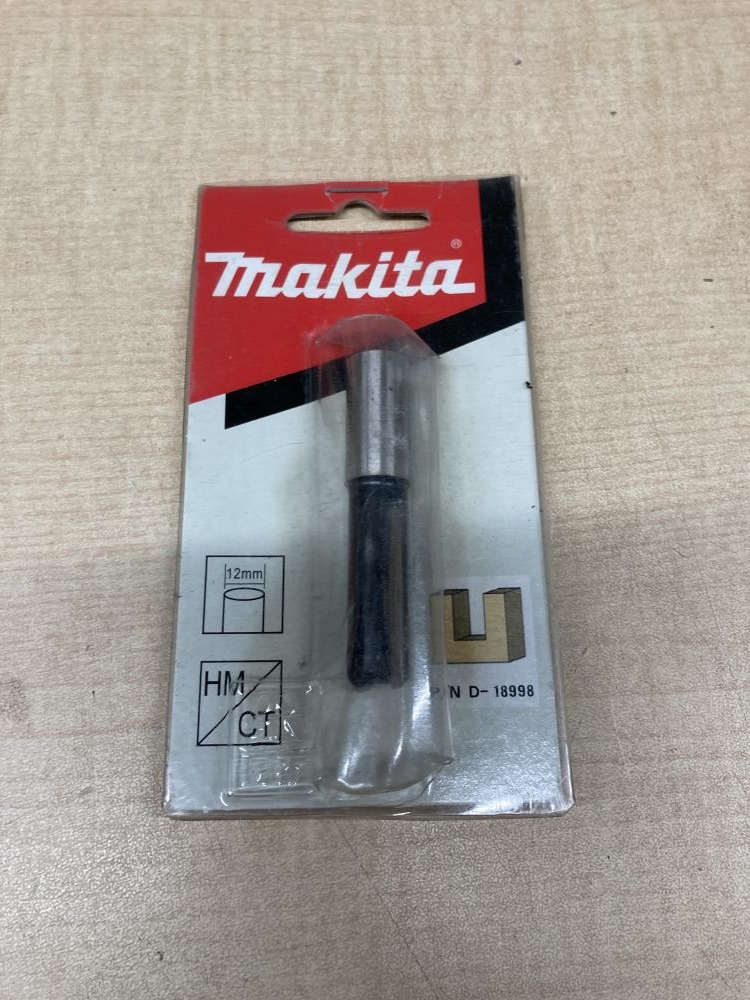 makita®
12mm
HM
CT
P/N D-18998